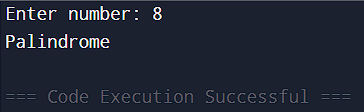 Enter number: 8
Palindrome
=== Code Execution Successful ===